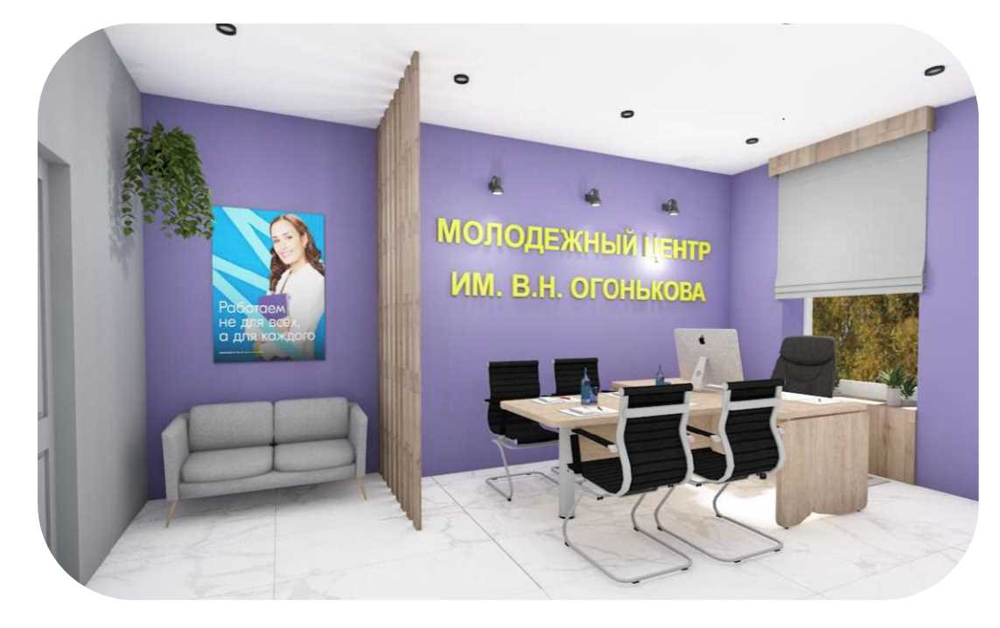 МОЛОДЕЖНЫЙ ЦЕНТР
ИМ. В.Н. ОГОНЬКОВА
Работаем
не для всех,
а для каждого